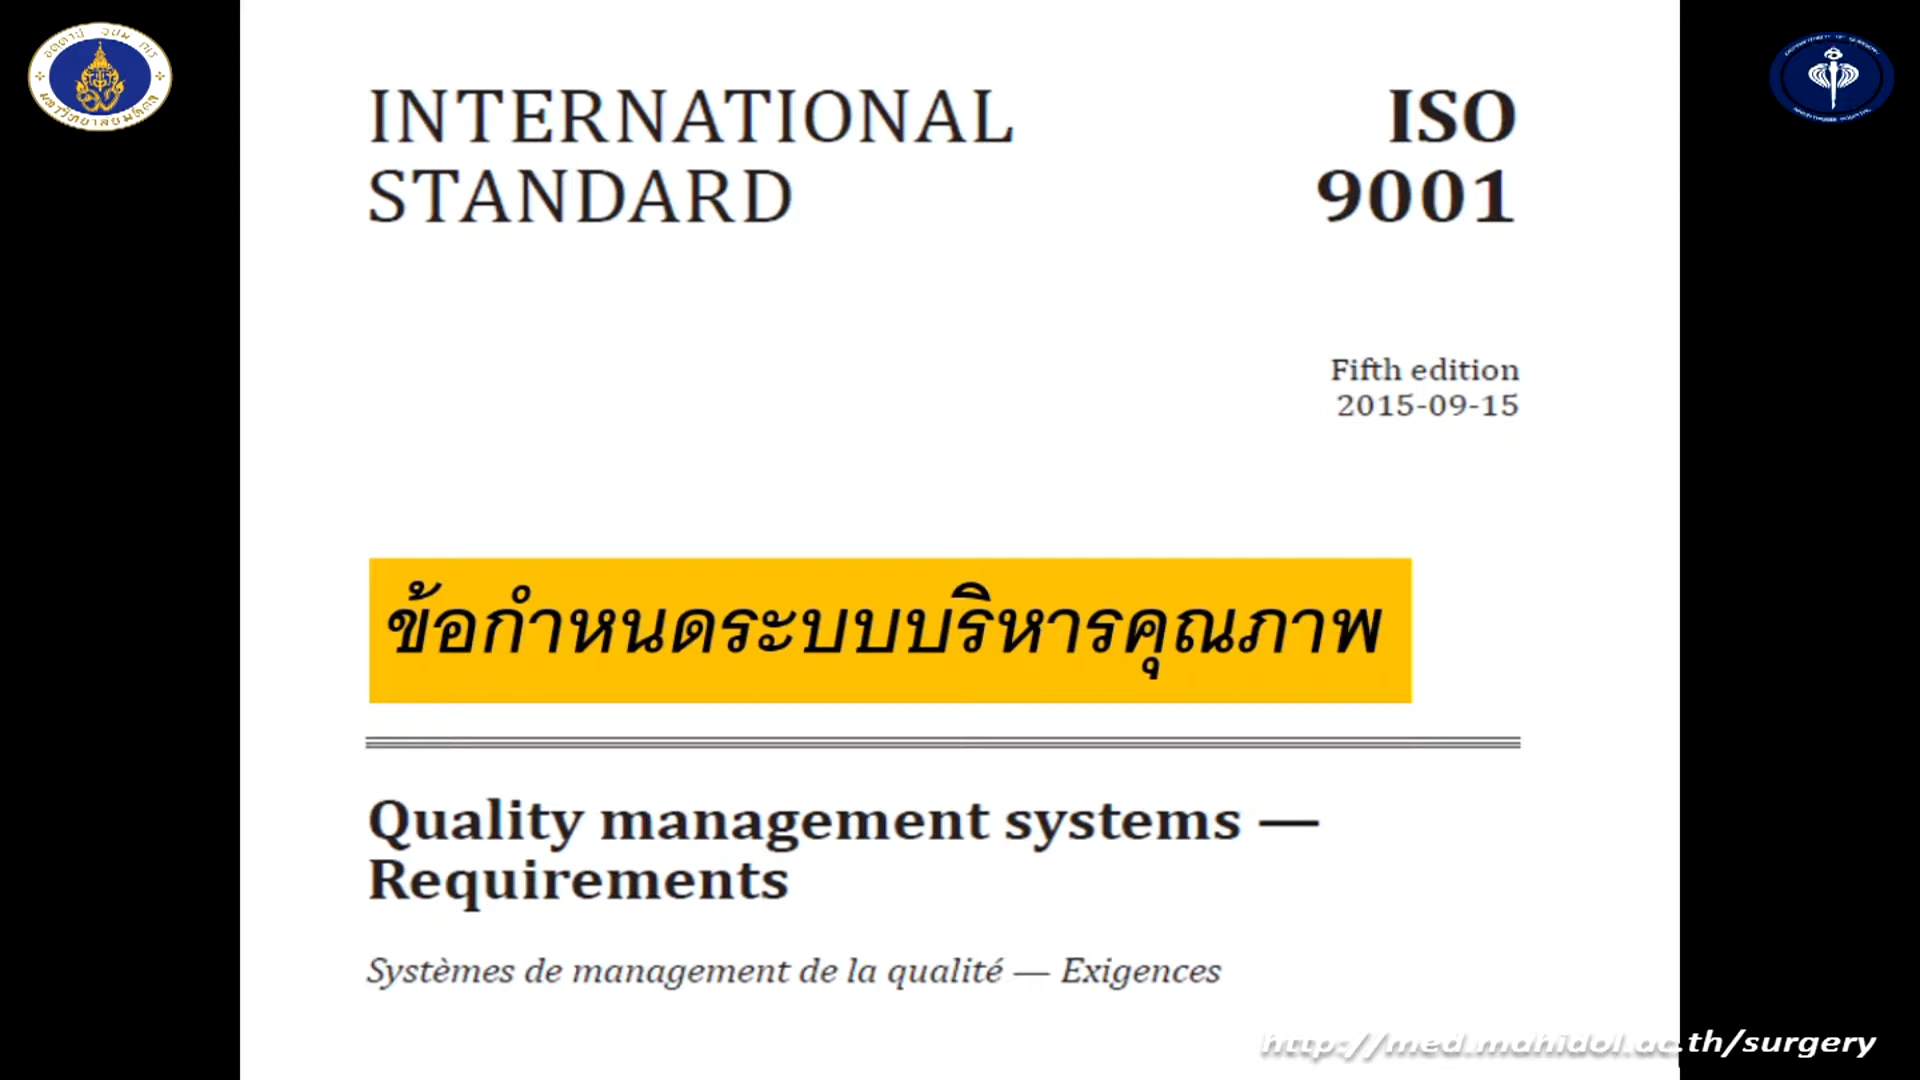 INTERNATIONAL STANDARD
ISO 9001
Fifth edition
2015-09-15
ข้อกำหนดระบบบริหารคุณภาพ
Quality management systems —
Requirements
Systèmes de management de la qualité — Exigences
http://med.mahidol.ac.th/surgery